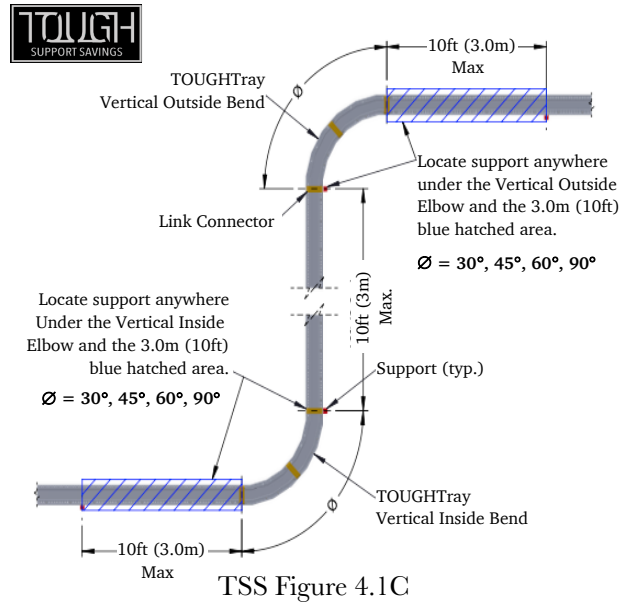 TOUGH
SUPPORT SAVINGS
10ft (3.0m)
Max
TOUGHTray
Vertical Outside Bend
Ø
Locate support anywhere
under the Vertical Outside
Elbow and the 3.0m (10ft)
blue hatched area.
Ø = 30°, 45°, 60°, 90°
Link Connector
10ft (3m)
Max.
Locate support anywhere
Under the Vertical Inside
Elbow and the 3.0m (10ft)
blue hatched area.
Ø = 30°, 45°, 60°, 90°
Support (typ.)
Ø
TOUGHTray
Vertical Inside Bend
10ft (3.0m)
Max
TSS Figure 4.1C